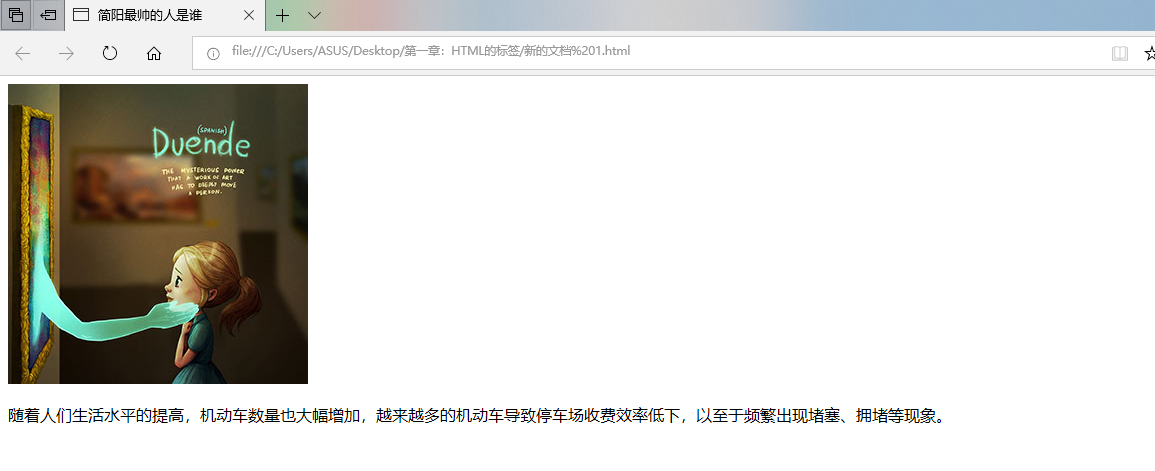 简阳最帅的人是谁
file:///C:/Users/ASUS/Desktop/第一章：HTML的标签/新的文档%201.html
(SPANISH)
Duende
THE MYSTERIOUS POWER
THAT A WORK OF ART
HAS TO DEEPLY MOVE
A PERSON.
随着人们生活水平的提高，机动车数量也大幅增加，越来越多的机动车导致停车场收费效率低下，以至于频繁出现堵塞、拥堵等现象。